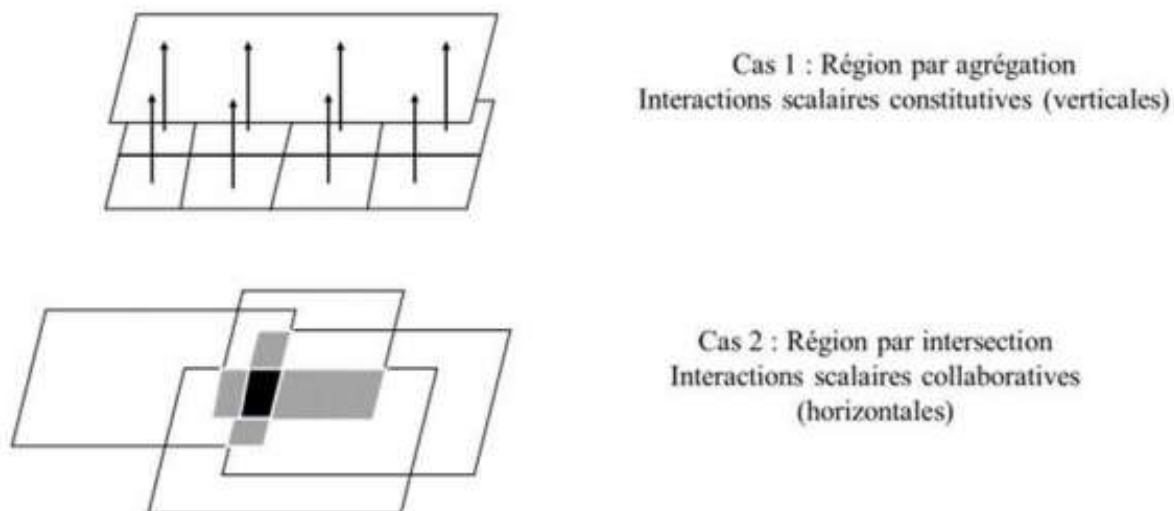 Cas 1 : Région par agrégation
Interactions scalaires constitutives (verticales)
Cas 2 : Région par intersection
Interactions scalaires collaboratives
(horizontales)